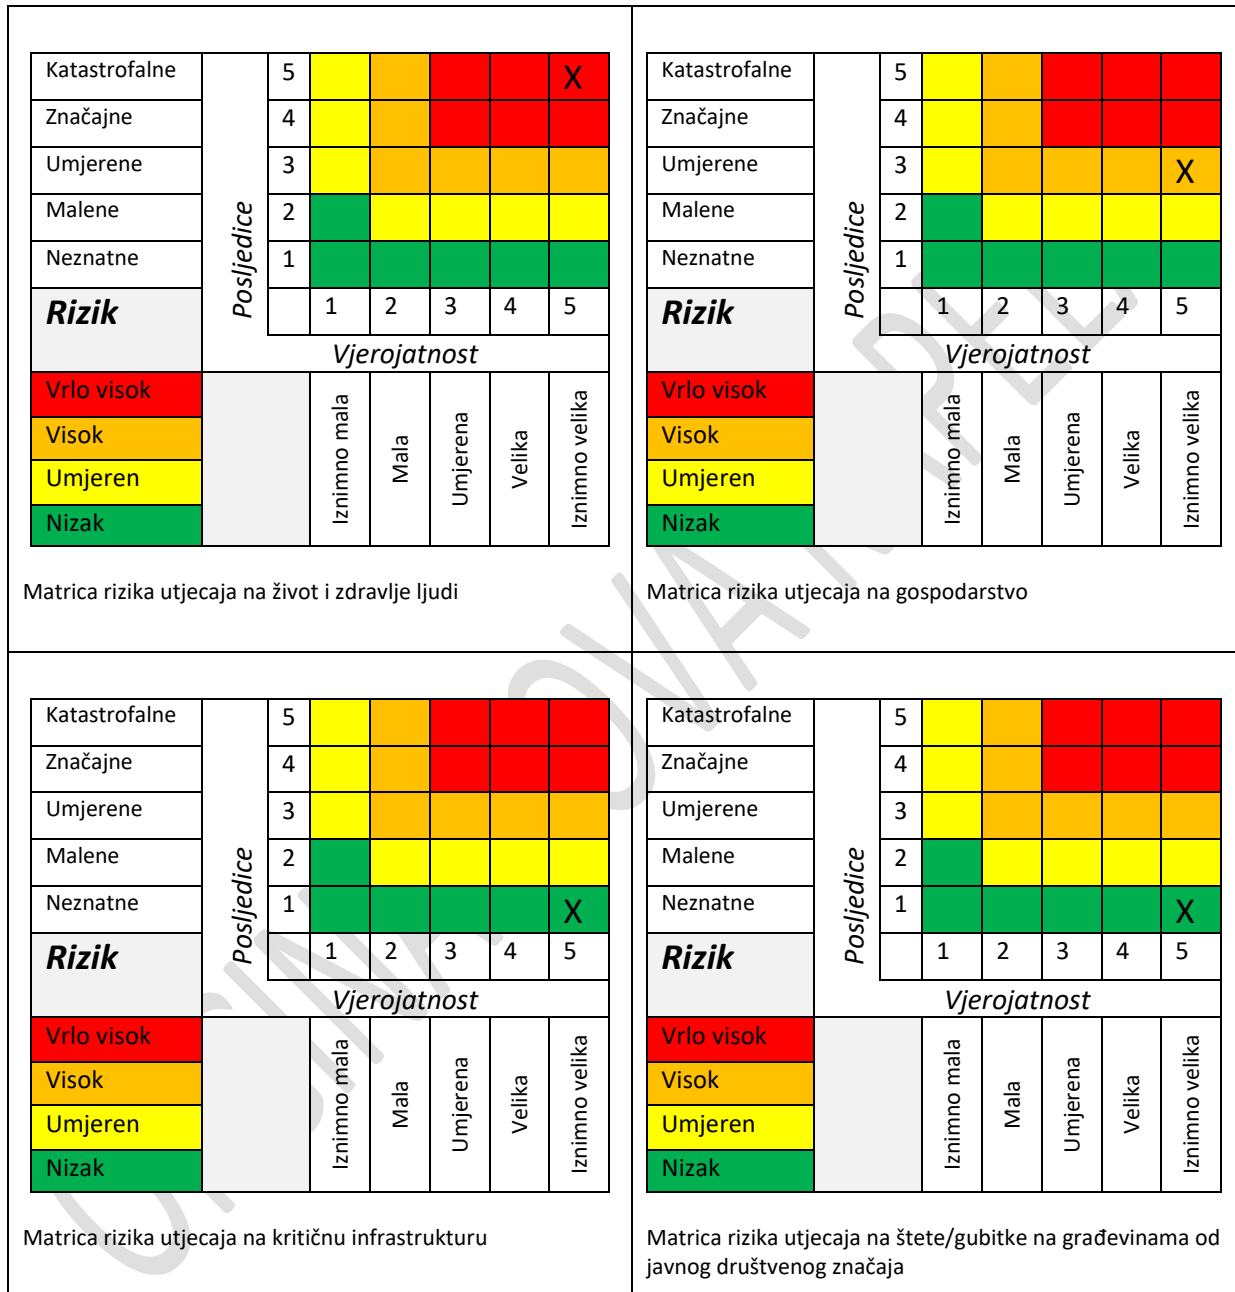 Katastrofalne 5 X
Značajne 4
Umjerene 3
Malene 2
Neznatne 1
Posljedice
Rizik 1 2 3 4 5
Vjerojatnost
Vrlo visok
Visok
Umjeren
Nizak
Iznimno mala
Mala
Umjerena
Velika
Iznimno velika
Matrica rizika utjecaja na život i zdravlje ljudi
Katastrofalne 5
Značajne 4
Umjerene 3 X
Malene 2
Neznatne 1
Posljedice
Rizik 1 2 3 4 5
Vjerojatnost
Vrlo visok
Visok
Umjeren
Nizak
Iznimno mala
Mala
Umjerena
Velika
Iznimno velika
Matrica rizika utjecaja na gospodarstvo
Katastrofalne 5
Značajne 4
Umjerene 3
Malene 2
Neznatne 1 X
Posljedice
Rizik 1 2 3 4 5
Vjerojatnost
Vrlo visok
Visok
Umjeren
Nizak
Iznimno mala
Mala
Umjerena
Velika
Iznimno velika
Matrica rizika utjecaja na kritičnu infrastrukturu
Katastrofalne 5
Značajne 4
Umjerene 3
Malene 2
Neznatne 1 X
Posljedice
Rizik 1 2 3 4 5
Vjerojatnost
Vrlo visok
Visok
Umjeren
Nizak
Iznimno mala
Mala
Umjerena
Velika
Iznimno velika
Matrica rizika utjecaja na štete/gubitke na građevinama od
javnog društvenog značaja